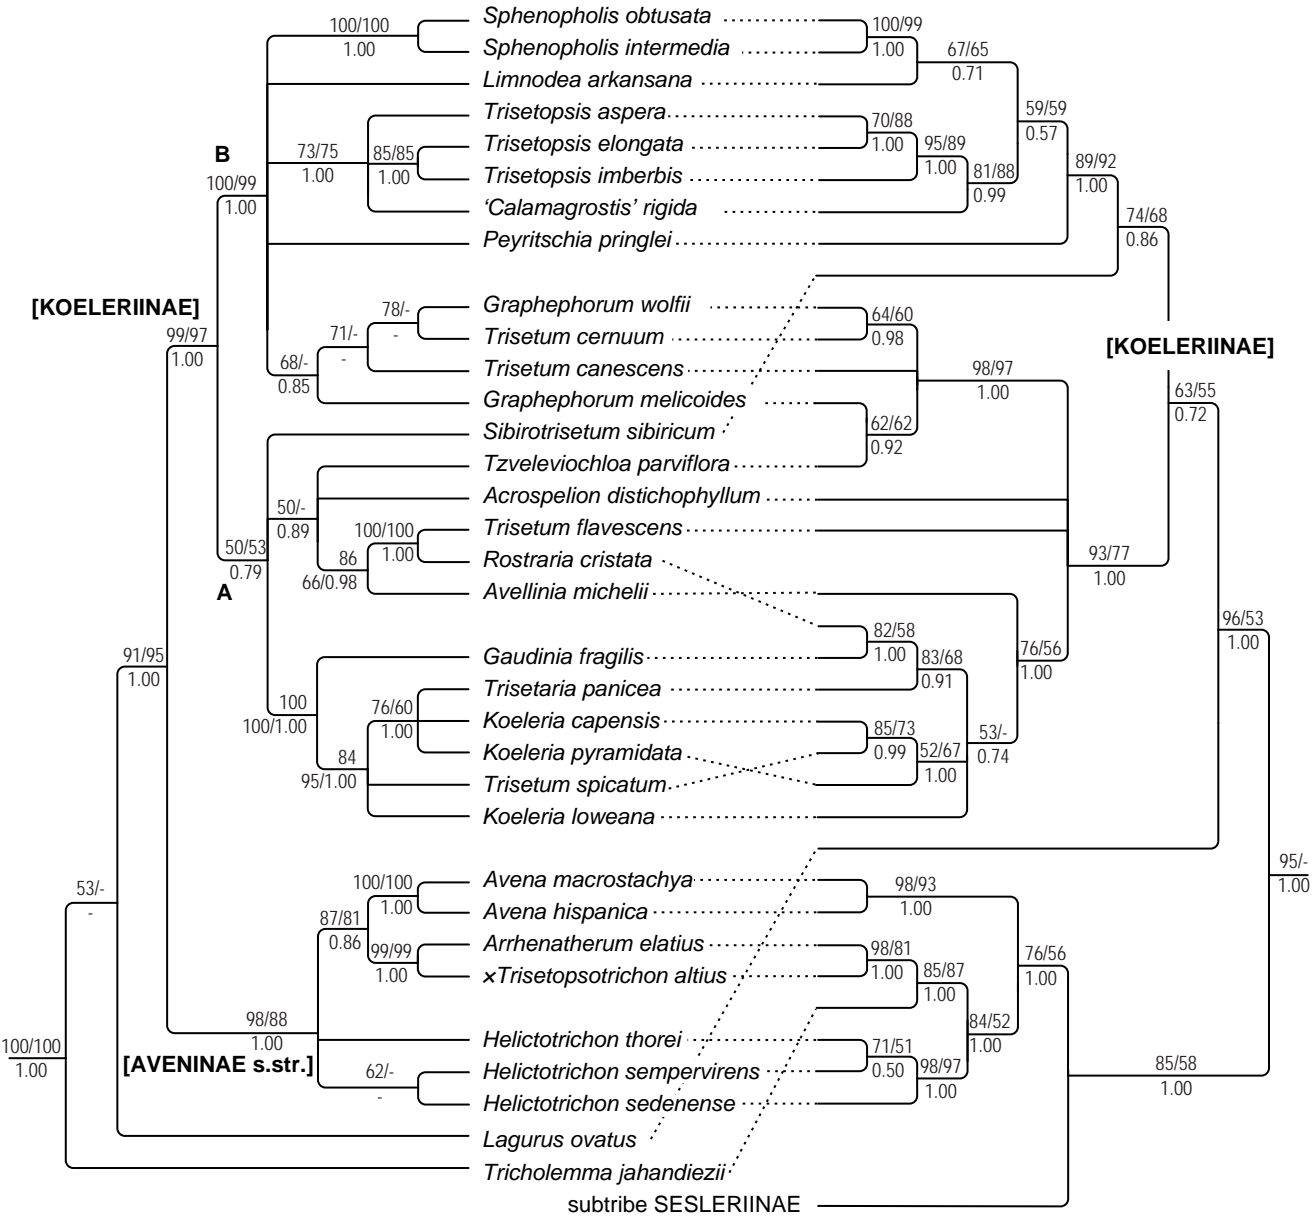 Sphenopholis obtusata
100/100
1.00
100/99
1.00
Sphenopholis intermedia
67/65
0.71
Limnodea arkansana
Trisetopsis aspera
59/59
0.57
70/88
1.00
B
73/75
1.00
85/85
1.00
Trisetopsis elongata
95/89
1.00
89/92
1.00
Trisetopsis imberbis
81/88
0.99
100/99
1.00
'Calamagrostis' rigida
74/68
0.86
Peyritschia pringlei
[KOELERIINAE]
78/-
-
Graphephorum wolfii
64/60
0.98
99/97
1.00
71/-
-
Trisetum cernuum
[KOELERIINAE]
68/-
0.85
Trisetum canescens
98/97
1.00
63/55
0.72
Graphephorum melicoides
62/62
0.92
Sibirotrisetum sibiricum
Tzveleviochloa parviflora
50/-
0.89
Acrospelion distichophyllum
100/100
1.00
Trisetum flavescens
50/53
0.79
86
66/0.98
Rostraria cristata
93/77
1.00
A
Avellinia michelii
82/58
1.00
96/53
1.00
91/95
1.00
Gaudinia fragilis
83/68
0.91
76/56
1.00
Trisetaria panicea
100
100/1.00
76/60
1.00
Koeleria capensis
85/73
0.99
53/-
0.74
84
95/1.00
Koeleria pyramidata
52/67
1.00
Trisetum spicatum
Koeleria loweana
95/-
1.00
53/-
-
100/100
1.00
Avena macrostachya
98/93
1.00
87/81
0.86
Avena hispanica
99/99
1.00
Arrhenatherum elatius
98/81
1.00
76/56
1.00
×Trisetopsotrichon altius
85/87
1.00
98/88
1.00
84/52
1.00
100/100
1.00
Helictotrichon thorei
71/51
0.50
[AVENINAE s.str.]
62/-
-
Helictotrichon sempervirens
98/97
1.00
85/58
1.00
Helictotrichon sedenense
Lagurus ovatus
Tricholemma jahandiezii
subtribe SESLERIINAE